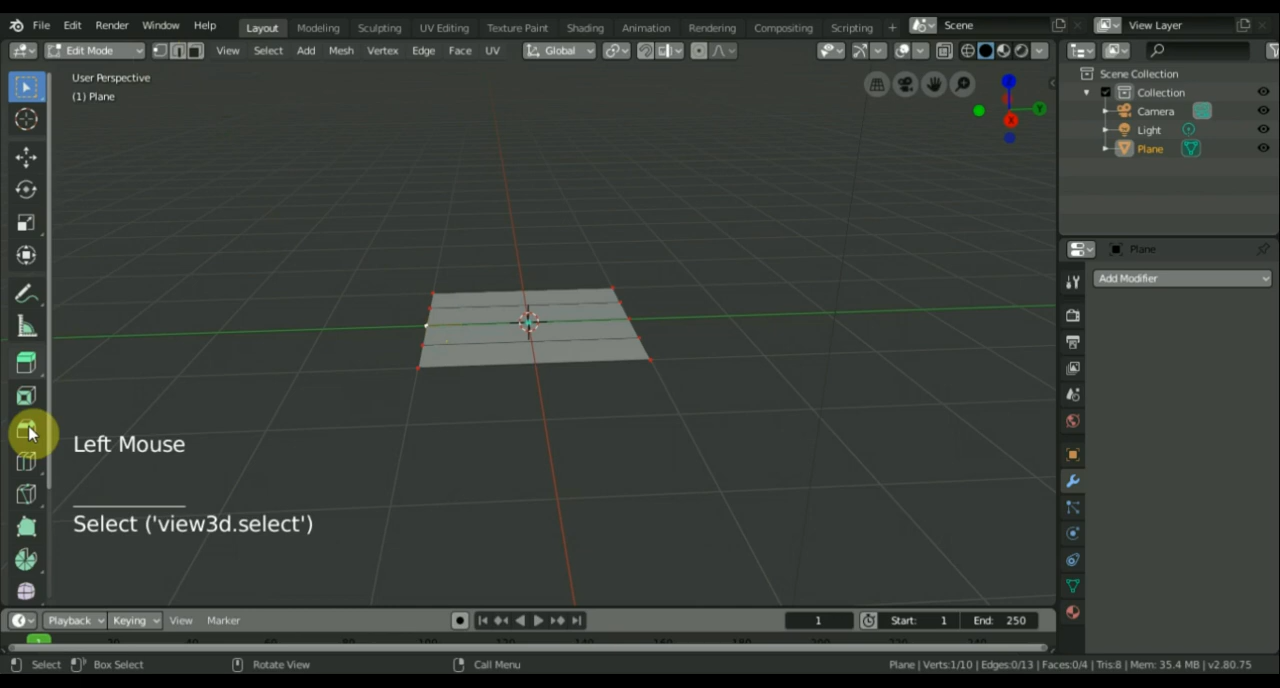 File Edit Render Window Help Layout Modeling Sculpting UV Editing Texture Paint Shading Animation Rendering Compositing Scripting + Scene View Layer
Edit Mode View Select Add Mesh Vertex Edge Face UV Global
User Perspective
(1) Plane
Scene Collection
Collection
Camera
Light
Plane
Plane
Add Modifier
Left Mouse
Select ('view3d.select')
Playback Keying View Marker 1 Start: 1 End: 250
Select Box Select Rotate View Call Menu Plane | Verts:1/10 | Edges:0/13 | Faces:0/4 | Tris:8 | Mem: 35.4 MB | v2.80.75